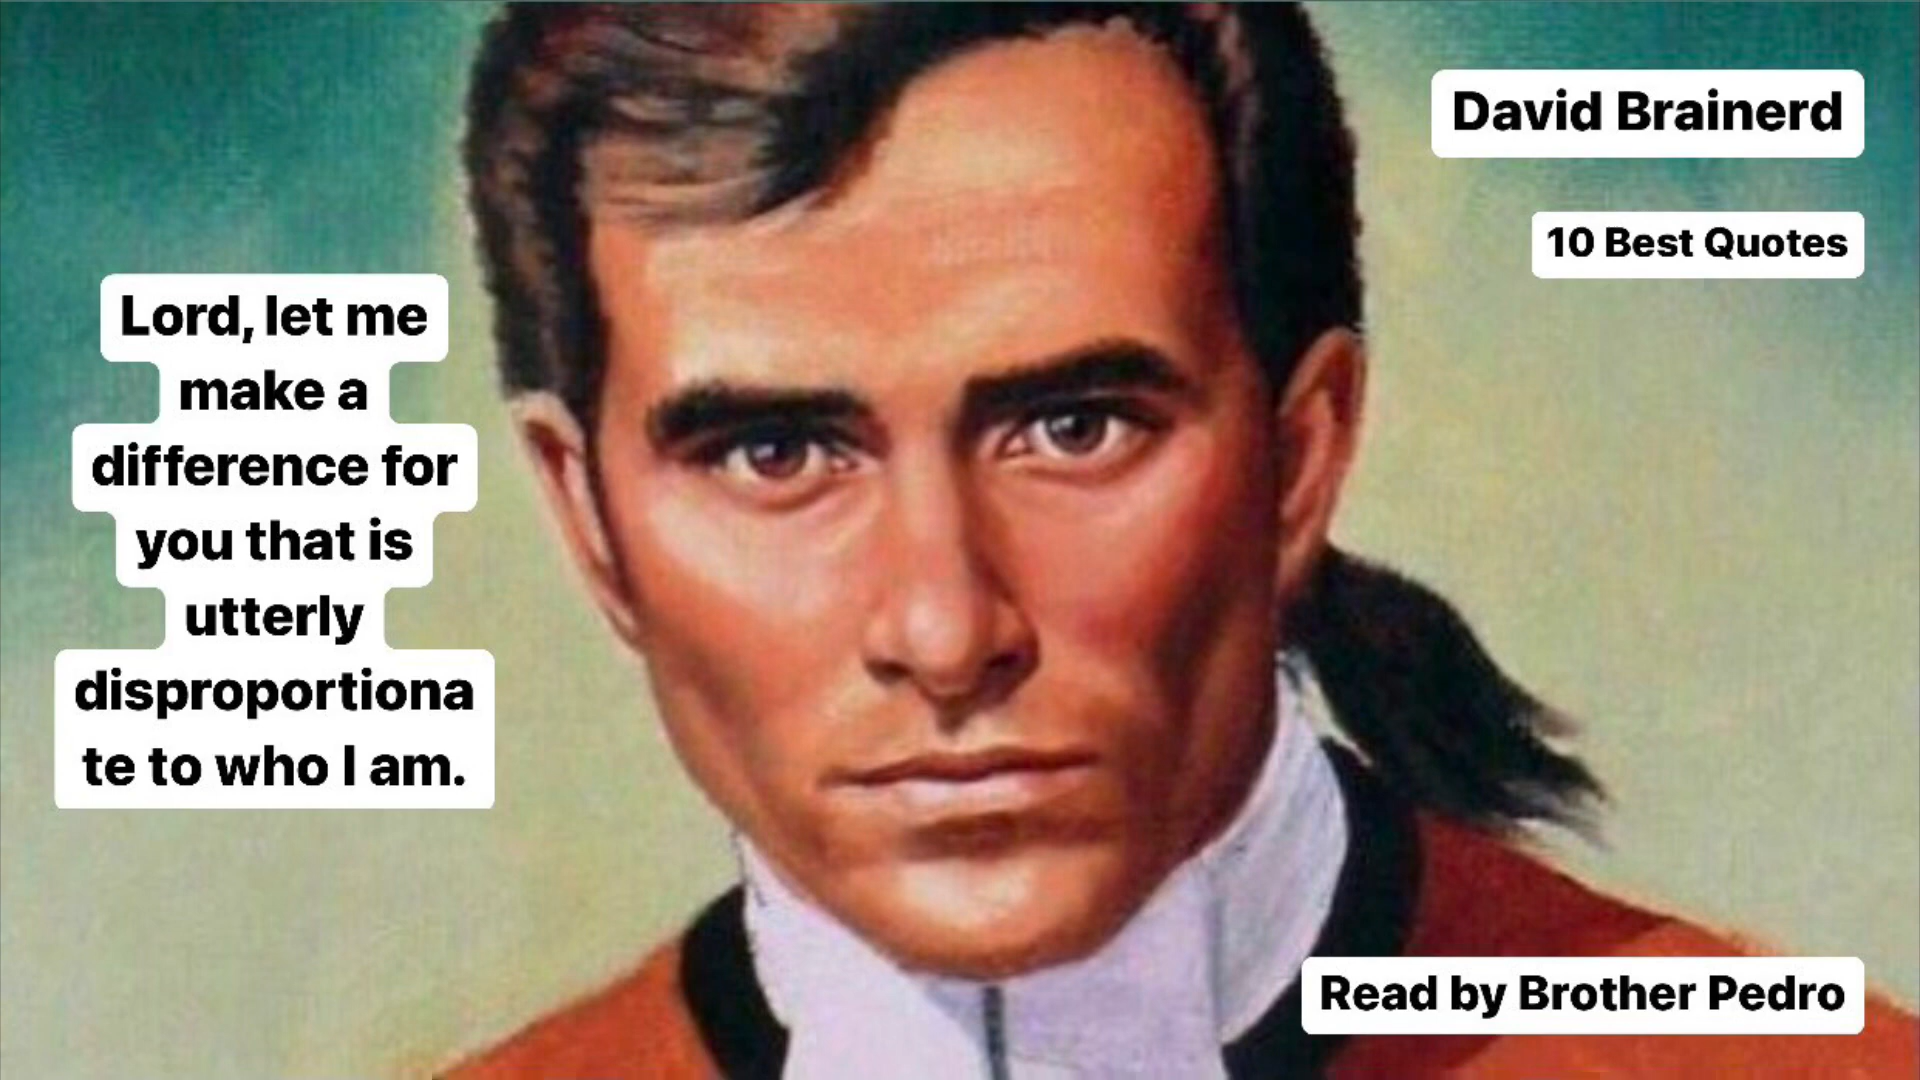 David Brainerd
10 Best Quotes
Lord, let me
make a
difference for
you that is
utterly
disproportiona
te to who I am.
Read by Brother Pedro